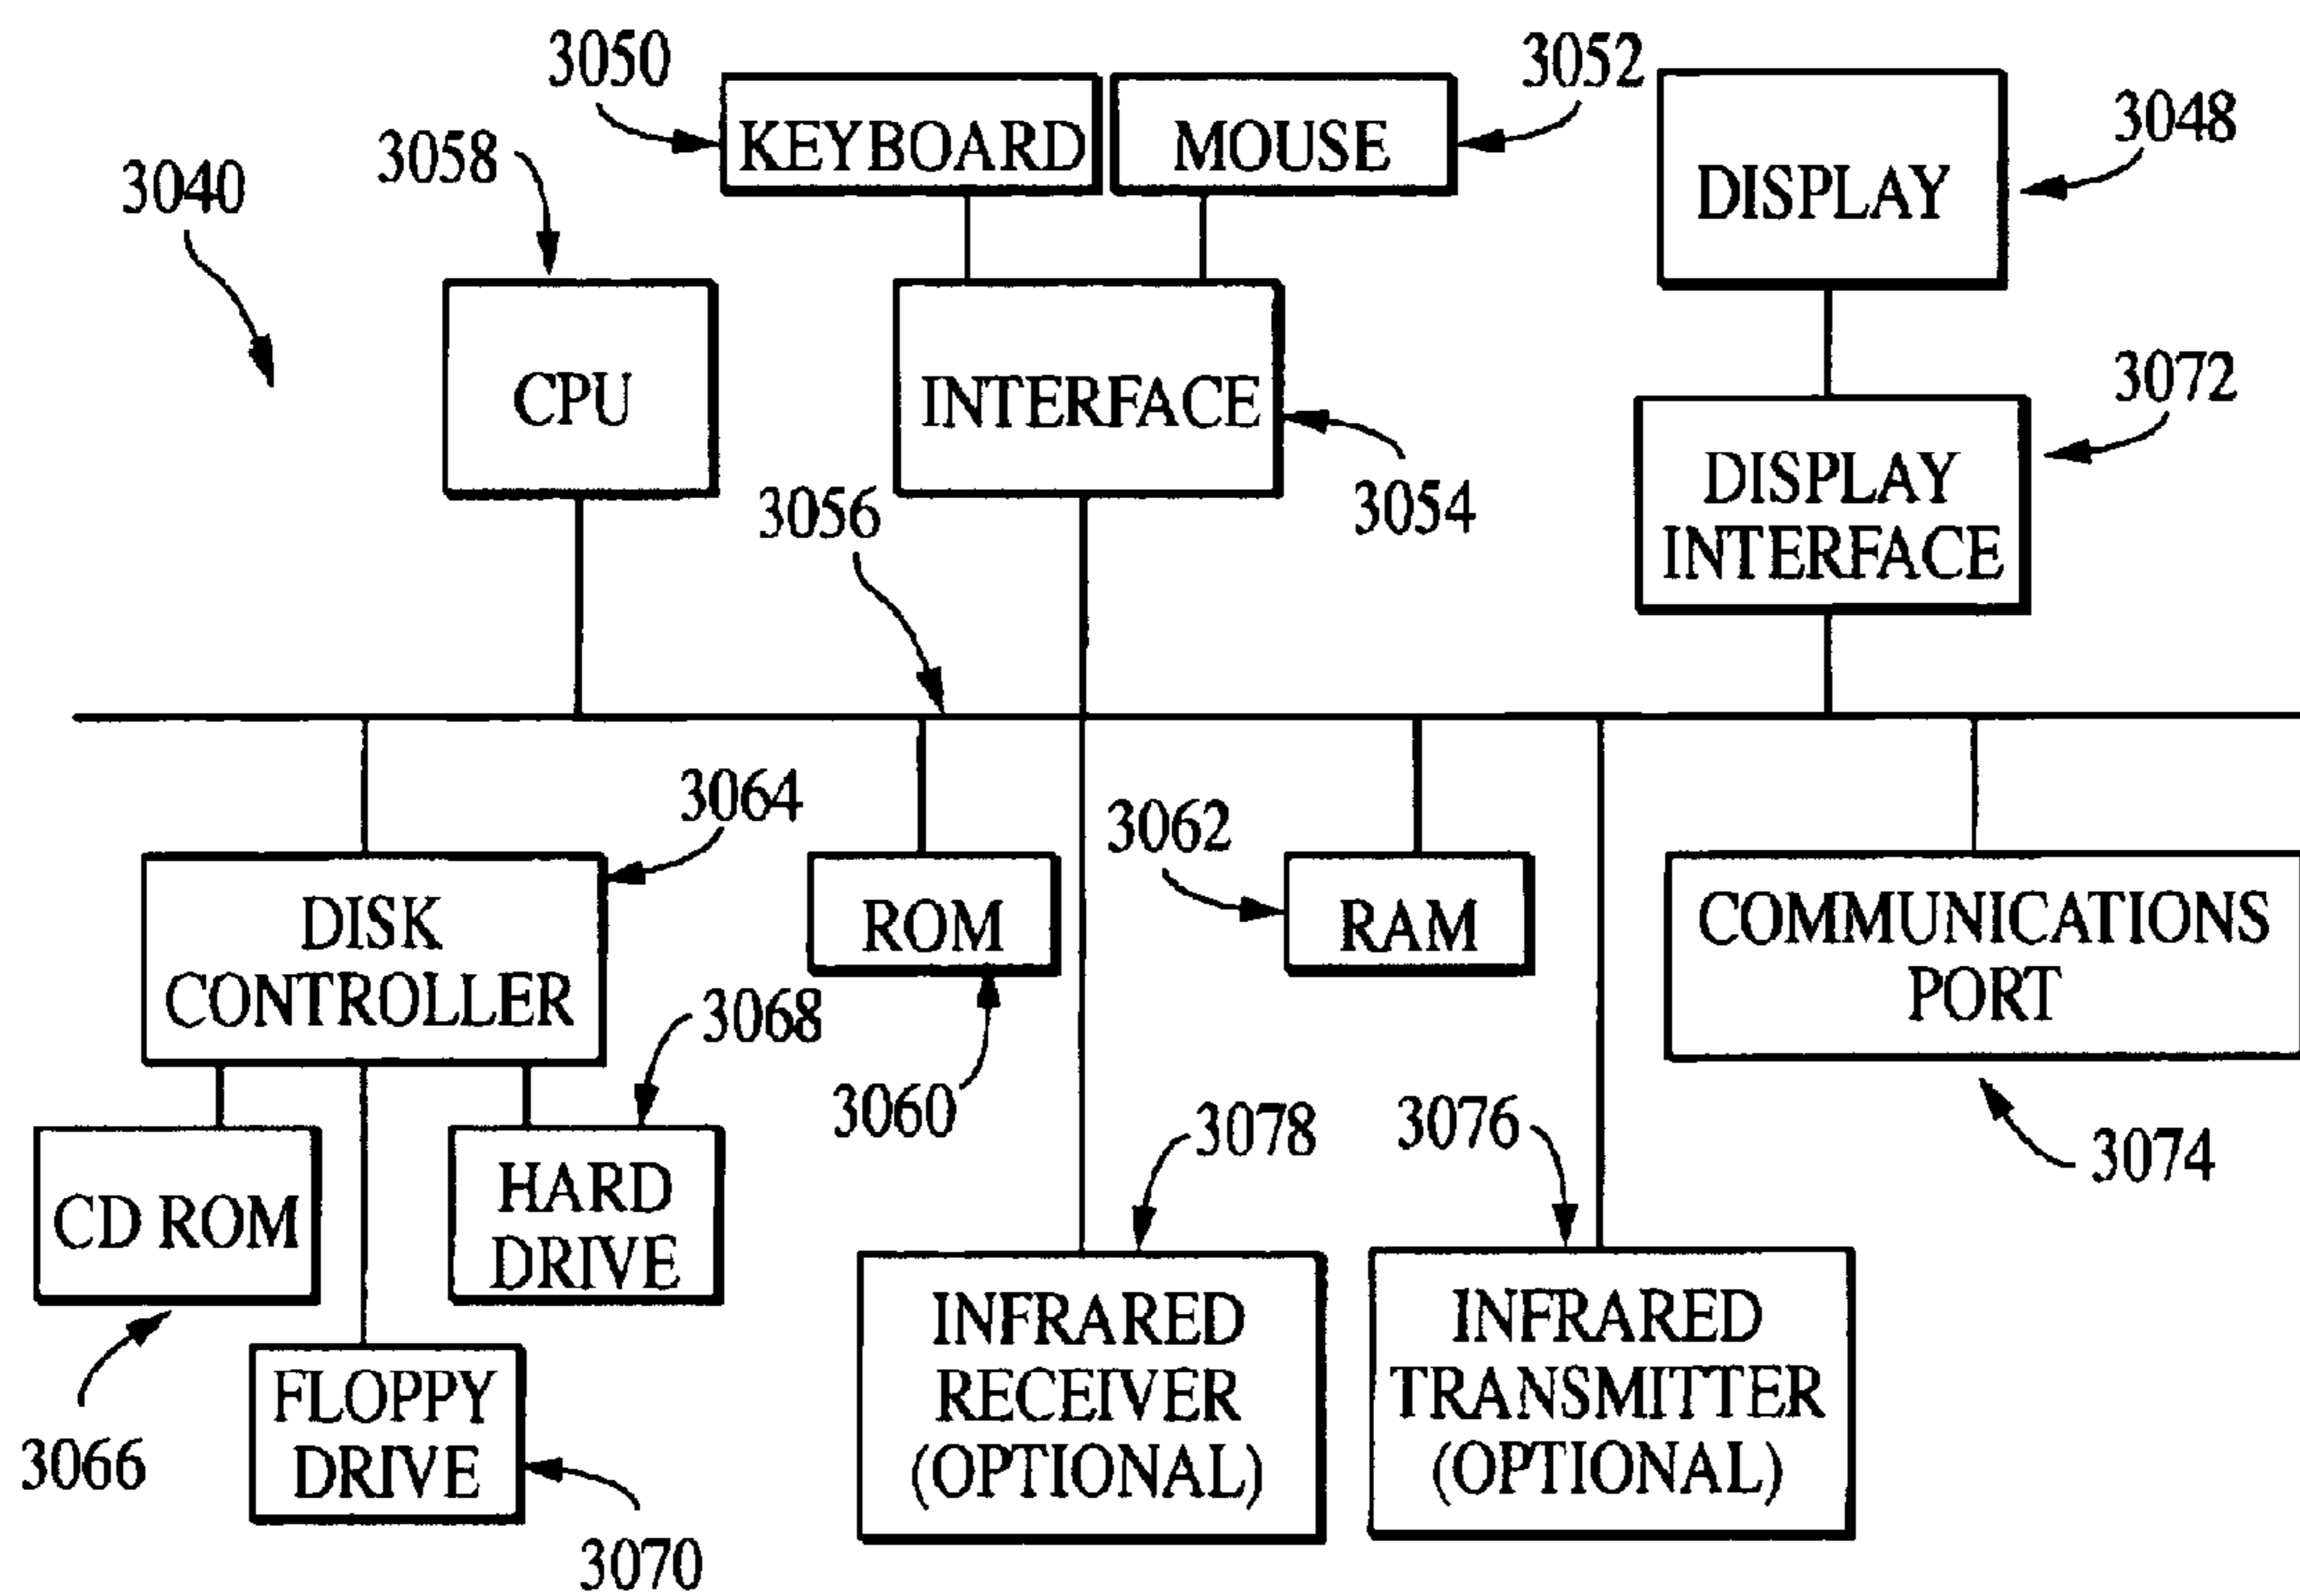 3050
KEYBOARD
MOUSE
3052
DISPLAY
3048
3058
3040
CPU
INTERFACE
3054
3056
3072
DISPLAY
INTERFACE
3064
DISK
CONTROLLER
ROM
3060
3062
RAM
COMMUNICATIONS
PORT
3074
3068
CD ROM
3066
HARD
DRIVE
FLOPPY
DRIVE
3070
3078
INFRARED
RECEIVER
(OPTIONAL)
3076
INFRARED
TRANSMITTER
(OPTIONAL)